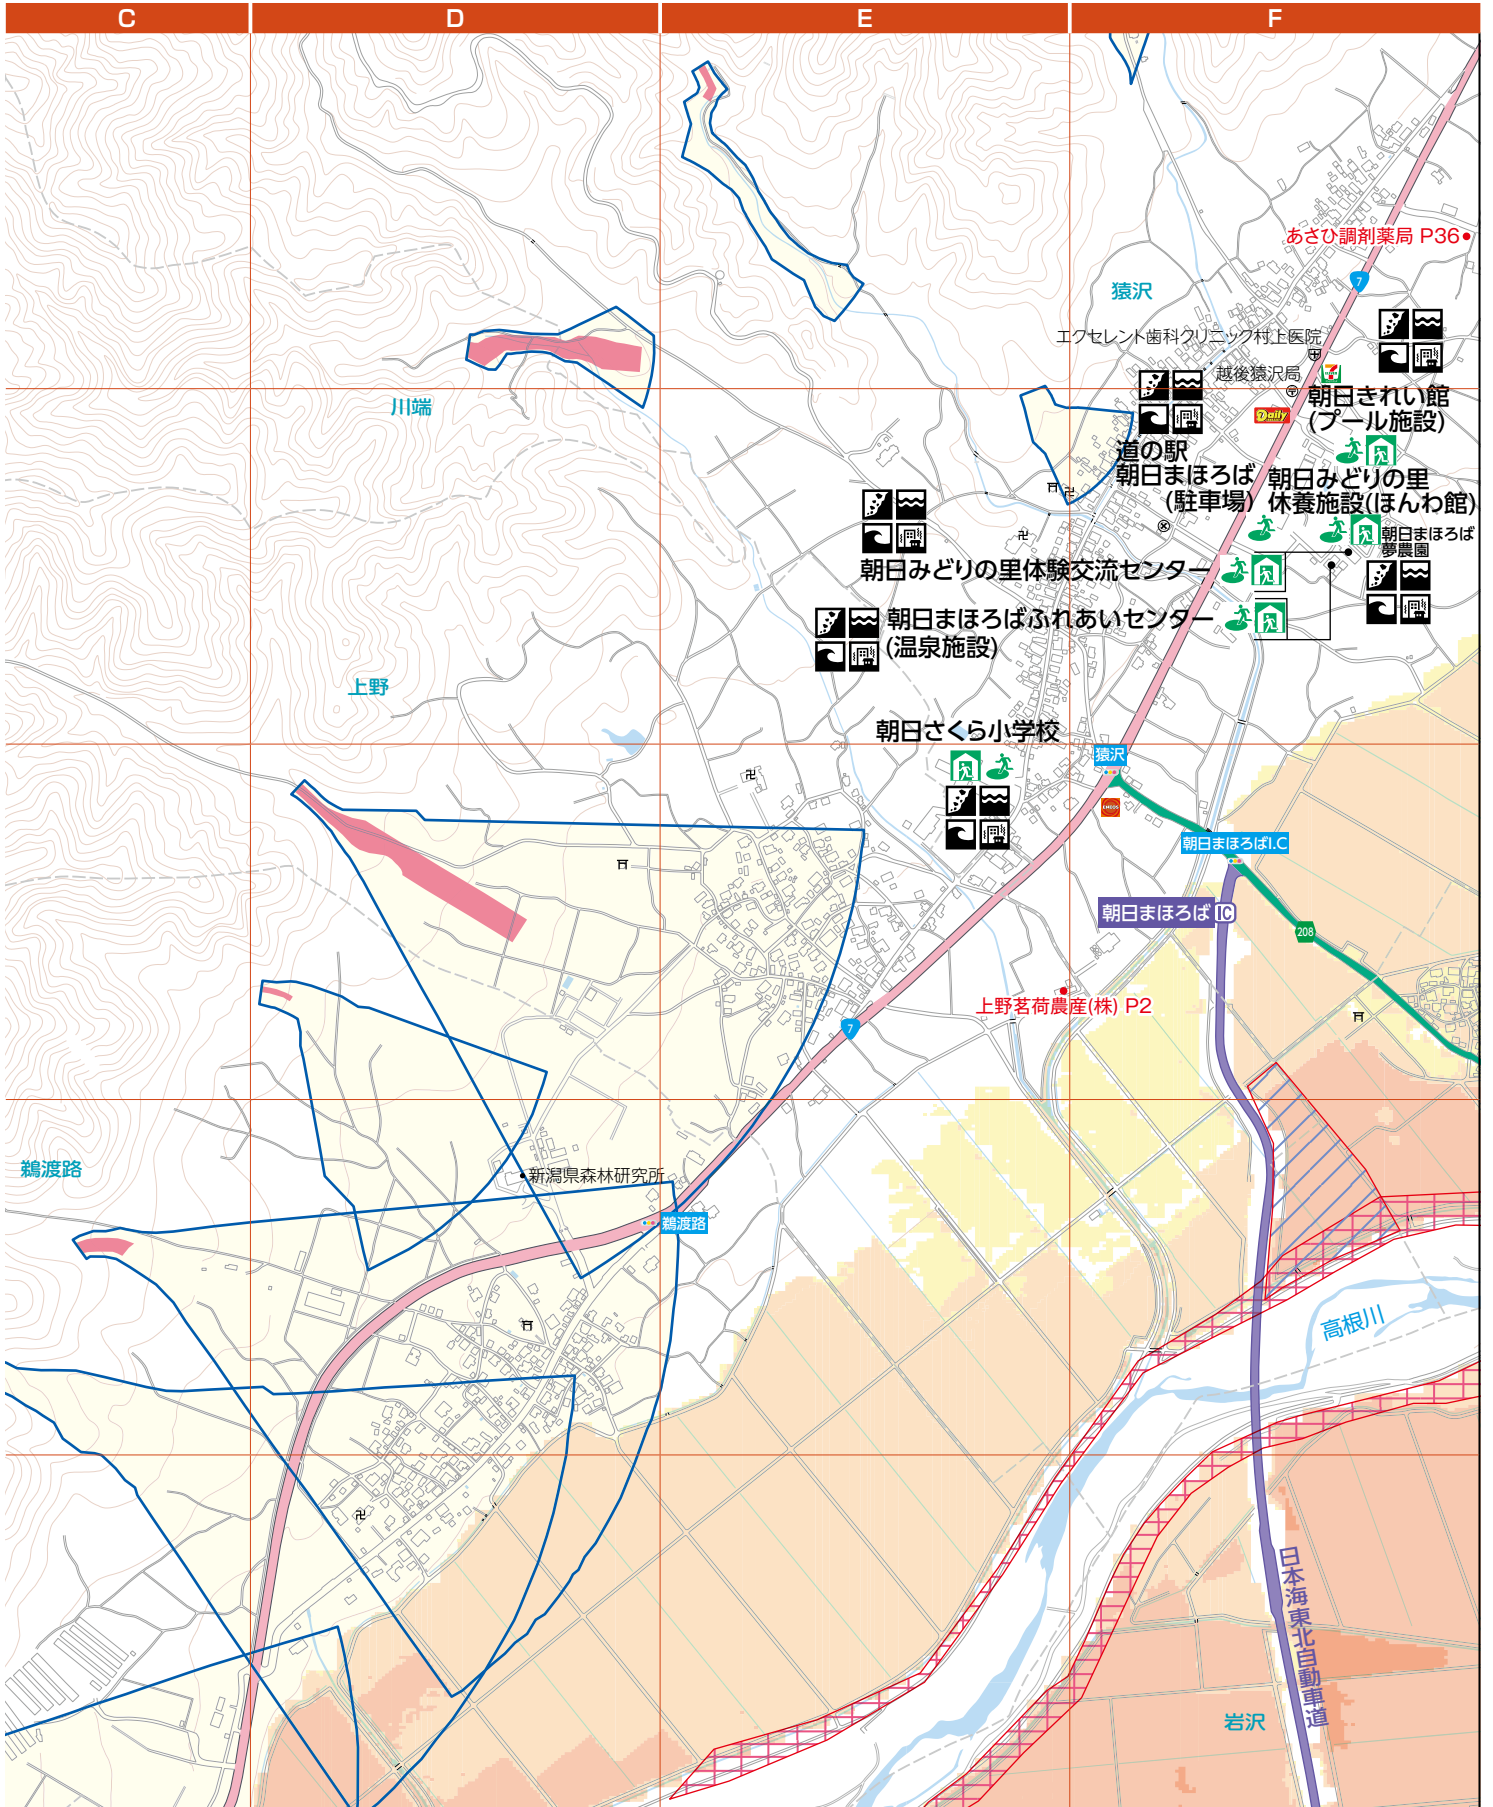 C
D
E
F
あさひ調剤薬局 P36
7
猿沢
エクセレント歯科クリニック村上医院
越後猿沢局
7
Daily
川端
朝日きれい館
(プール施設)
道の駅
朝日まほろば
(駐車場)
朝日みどりの里
休養施設(ほんわ館)
朝日まほろば
夢農園
朝日みどりの里体験交流センター
朝日まほろばふれあいセンター
(温泉施設)
上野
朝日さくら小学校
猿沢
ENEOS
朝日まほろばI.C
朝日まほろば IC
208
上野茗荷農産(株) P2
7
鵜渡路
新潟県森林研究所
鵜渡路
高根川
日本海東北自動車道
岩沢